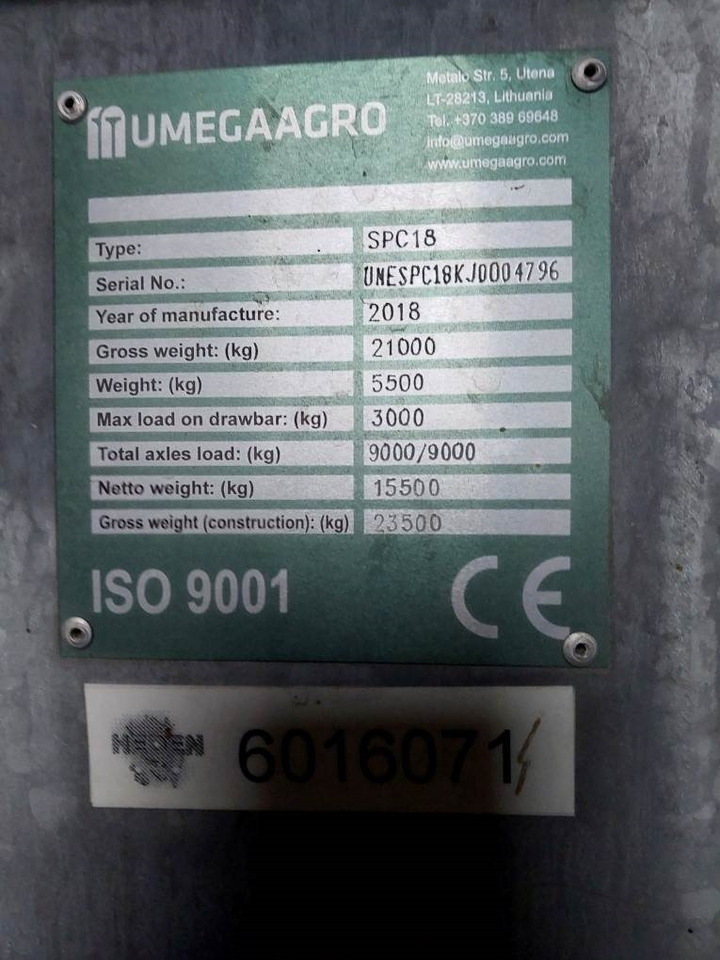 UMEGAAGRO
Metalo Str. 5, Utena
LT-28213, Lithuania
Tel. +370 389 69648
info@umegaagro.com
www.umegaagro.com
Type: SPC18
Serial No.: UNESPC18KJ0004796
Year of manufacture: 2018
Gross weight: (kg) 21000
Weight: (kg) 5500
Max load on drawbar: (kg) 3000
Total axles load: (kg) 9000/9000
Netto weight: (kg) 15500
Gross weight (construction): (kg) 23500
ISO 9001 CE
6016071